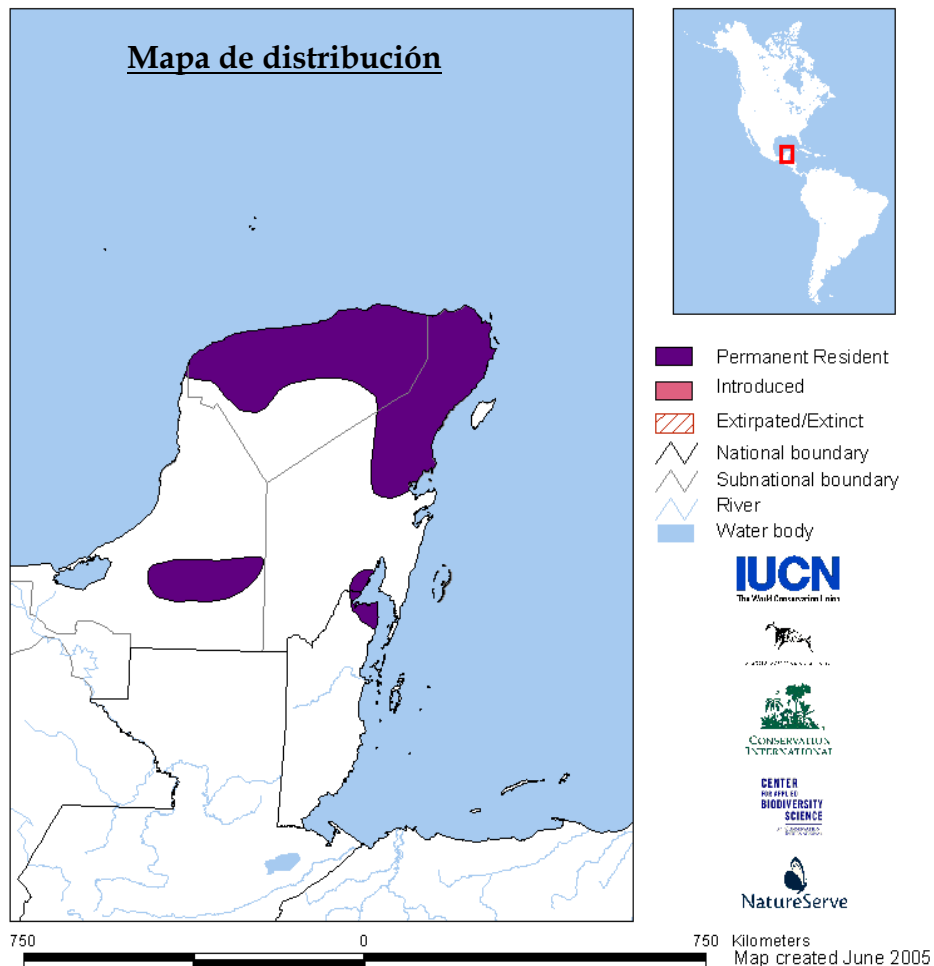 Mapa de distribución
Permanent Resident
Introduced
Extirpated/Extinct
National boundary
Subnational boundary
River
Water body
IUCN
The World Conservation Union
CONSERVATION
INTERNATIONAL
CENTER
FOR APPLIED
BIODIVERSITY
SCIENCE
NatureServe
750 0 750 Kilometers
Map created June 2005